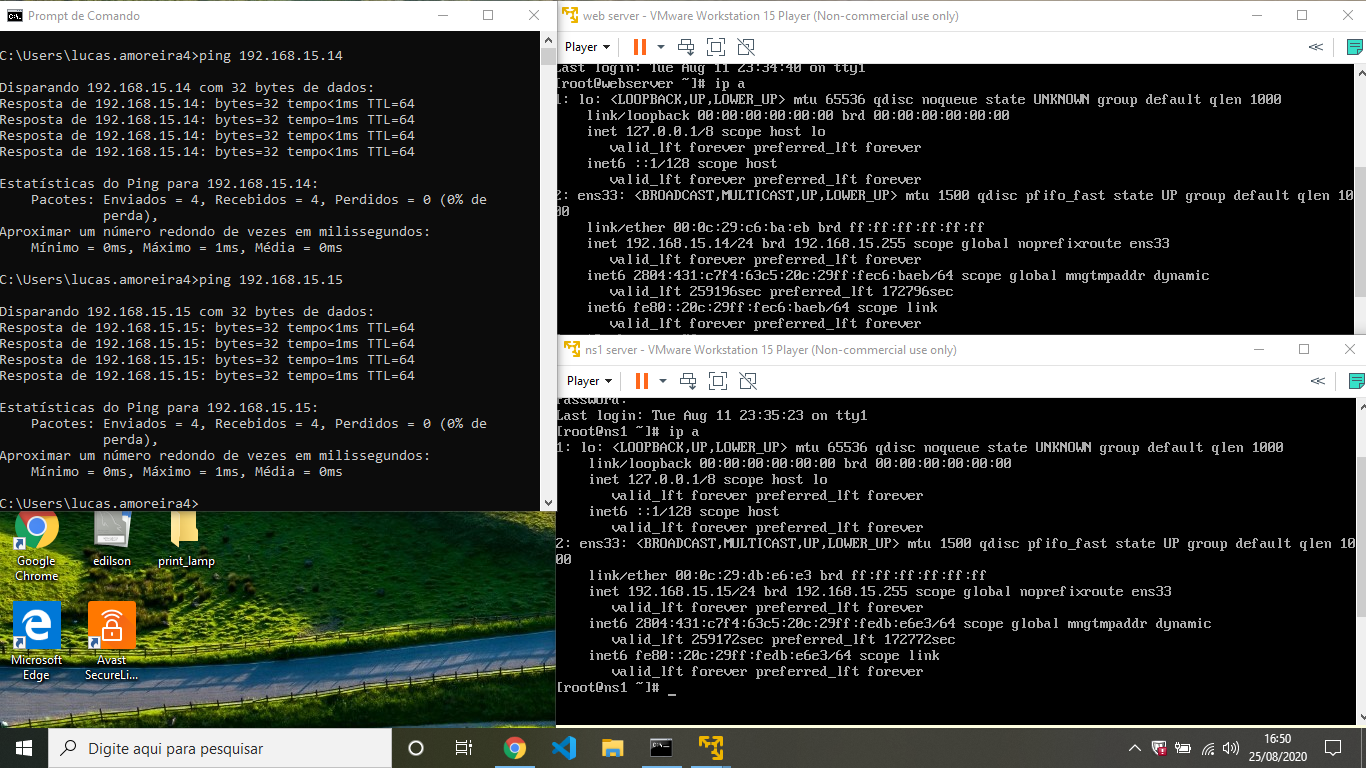 Prompt de Comando
C:\Users\lucas.amoreira4>ping 192.168.15.14
Disparando 192.168.15.14 com 32 bytes de dados:
Resposta de 192.168.15.14: bytes=32 tempo<1ms TTL=64
Resposta de 192.168.15.14: bytes=32 tempo=1ms TTL=64
Resposta de 192.168.15.14: bytes=32 tempo<1ms TTL=64
Resposta de 192.168.15.14: bytes=32 tempo<1ms TTL=64
Estatísticas do Ping para 192.168.15.14:
Pacotes: Enviados = 4, Recebidos = 4, Perdidos = 0 (0% de
perda),
Aproximar um número redondo de vezes em milissegundos:
Mínimo = 0ms, Máximo = 1ms, Média = 0ms
C:\Users\lucas.amoreira4>ping 192.168.15.15
Disparando 192.168.15.15 com 32 bytes de dados:
Resposta de 192.168.15.15: bytes=32 tempo<1ms TTL=64
Resposta de 192.168.15.15: bytes=32 tempo=1ms TTL=64
Resposta de 192.168.15.15: bytes=32 tempo=1ms TTL=64
Resposta de 192.168.15.15: bytes=32 tempo=1ms TTL=64
Estatísticas do Ping para 192.168.15.15:
Pacotes: Enviados = 4, Recebidos = 4, Perdidos = 0 (0% de
perda),
Aproximar um número redondo de vezes em milissegundos:
Mínimo = 0ms, Máximo = 1ms, Média = 0ms
C:\Users\lucas.amoreira4>
web server - VMware Workstation 15 Player (Non-commercial use only)
Player
Last login: Tue Aug 11 23:34:40 on tty1
[root@webserver ~]# ip a
1: lo: <LOOPBACK,UP,LOWER_UP> mtu 65536 qdisc noqueue state UNKNOWN group default qlen 1000
link/loopback 00:00:00:00:00:00 brd 00:00:00:00:00:00
inet 127.0.0.1/8 scope host lo
valid_lft forever preferred_lft forever
inet6 ::1/128 scope host
valid_lft forever preferred_lft forever
2: ens33: <BROADCAST,MULTICAST,UP,LOWER_UP> mtu 1500 qdisc pfifo_fast state UP group default qlen 10
00
link/ether 00:0c:29:c6:ba:eb brd ff:ff:ff:ff:ff:ff
inet 192.168.15.14/24 brd 192.168.15.255 scope global noprefixroute ens33
valid_lft forever preferred_lft forever
inet6 2804:431:c7f4:63c5:20c:29ff:fec6:baeb/64 scope global mngtmpaddr dynamic
valid_lft 259196sec preferred_lft 172796sec
inet6 fe80::20c:29ff:fec6:baeb/64 scope link
valid_lft forever preferred_lft forever
ns1 server - VMware Workstation 15 Player (Non-commercial use only)
Player
Password:
Last login: Tue Aug 11 23:35:23 on tty1
[root@ns1 ~]# ip a
1: lo: <LOOPBACK,UP,LOWER_UP> mtu 65536 qdisc noqueue state UNKNOWN group default qlen 1000
link/loopback 00:00:00:00:00:00 brd 00:00:00:00:00:00
inet 127.0.0.1/8 scope host lo
valid_lft forever preferred_lft forever
inet6 ::1/128 scope host
valid_lft forever preferred_lft forever
2: ens33: <BROADCAST,MULTICAST,UP,LOWER_UP> mtu 1500 qdisc pfifo_fast state UP group default qlen 10
00
link/ether 00:0c:29:db:e6:e3 brd ff:ff:ff:ff:ff:ff
inet 192.168.15.15/24 brd 192.168.15.255 scope global noprefixroute ens33
valid_lft forever preferred_lft forever
inet6 2804:431:c7f4:63c5:20c:29ff:fedb:e6e3/64 scope global mngtmpaddr dynamic
valid_lft 259172sec preferred_lft 172772sec
inet6 fe80::20c:29ff:fedb:e6e3/64 scope link
valid_lft forever preferred_lft forever
[root@ns1 ~]# _
Google
Chrome
edilson
print_lamp
Microsoft
Edge
Avast
SecureLi...
Digite aqui para pesquisar
16:50
25/08/2020